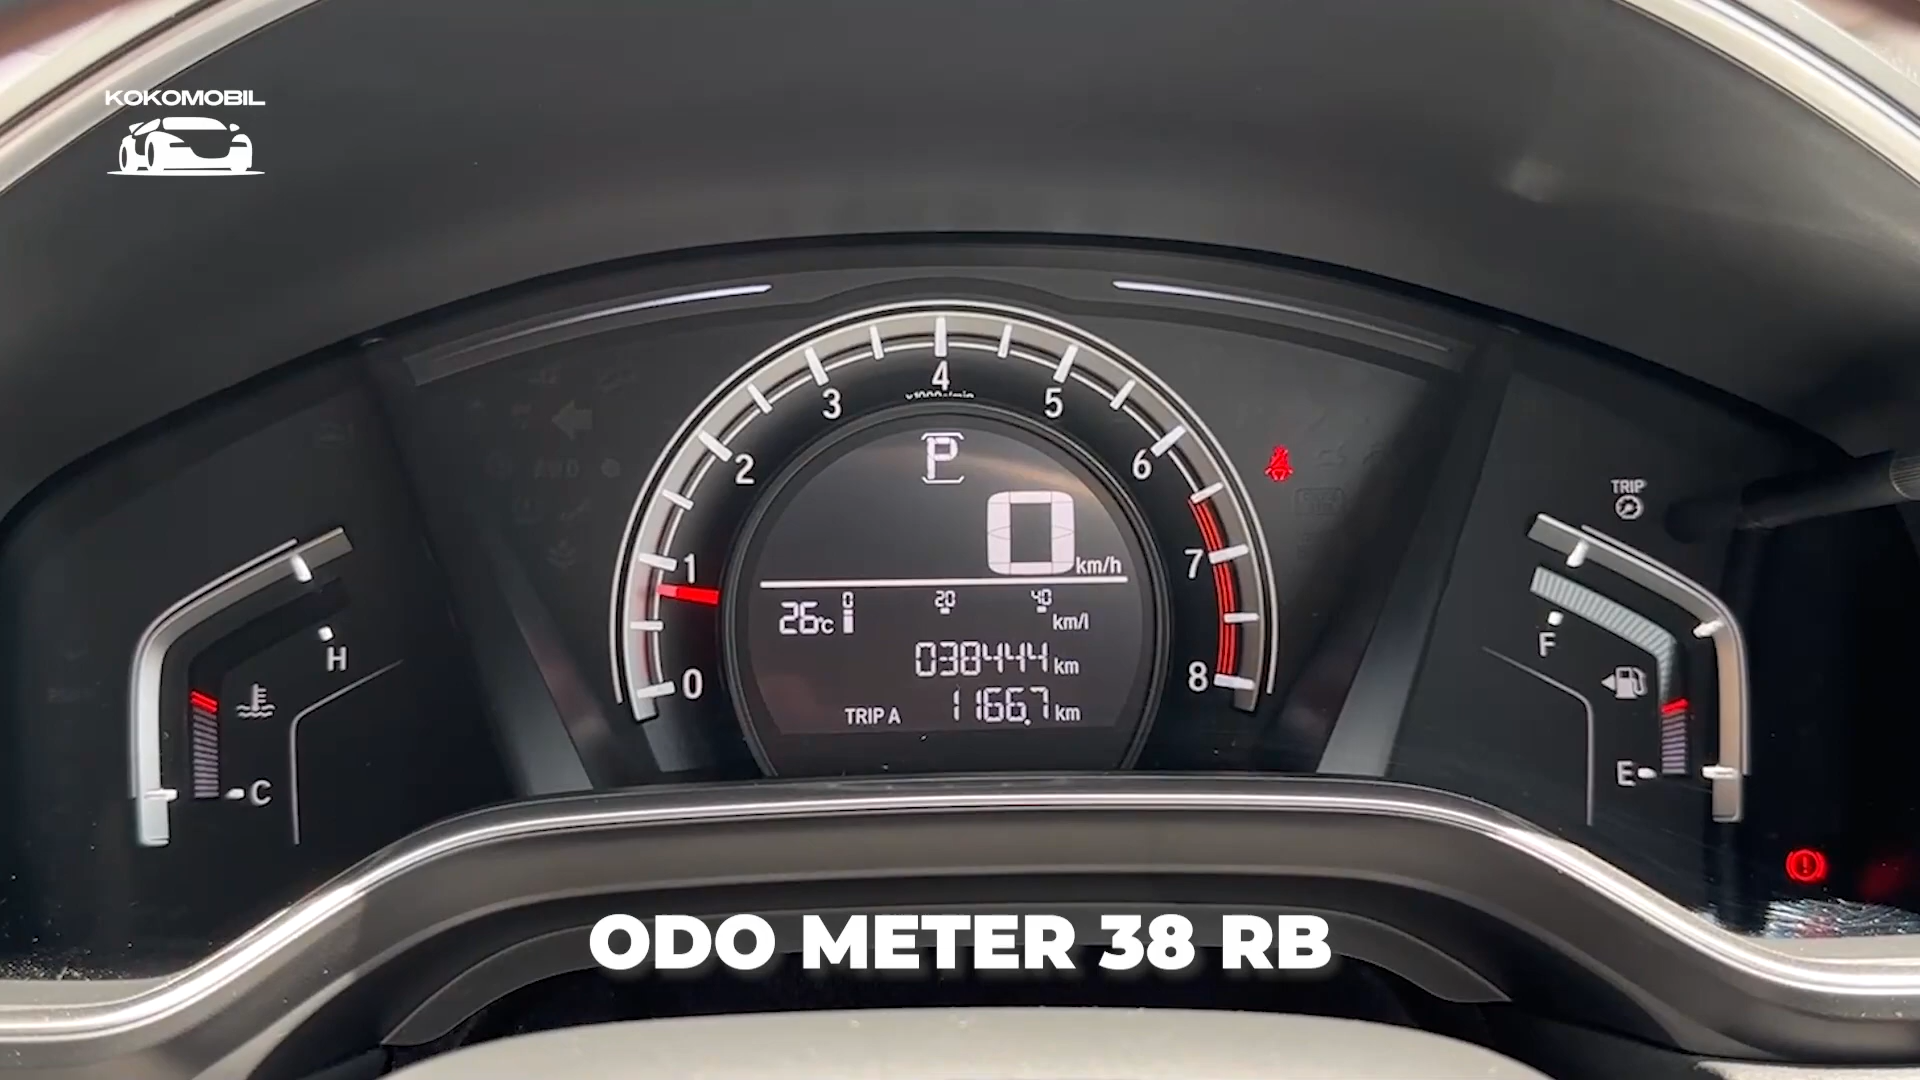 KOKOMOBIL
4
x1000r/min
3 5
P
2 6
TRIP
0 km/h
1 7
26°C 0 20 40
km/l
H F
038444 km
0 8
TRIP A 1166.7 km
C E
ODO METER 38 RB